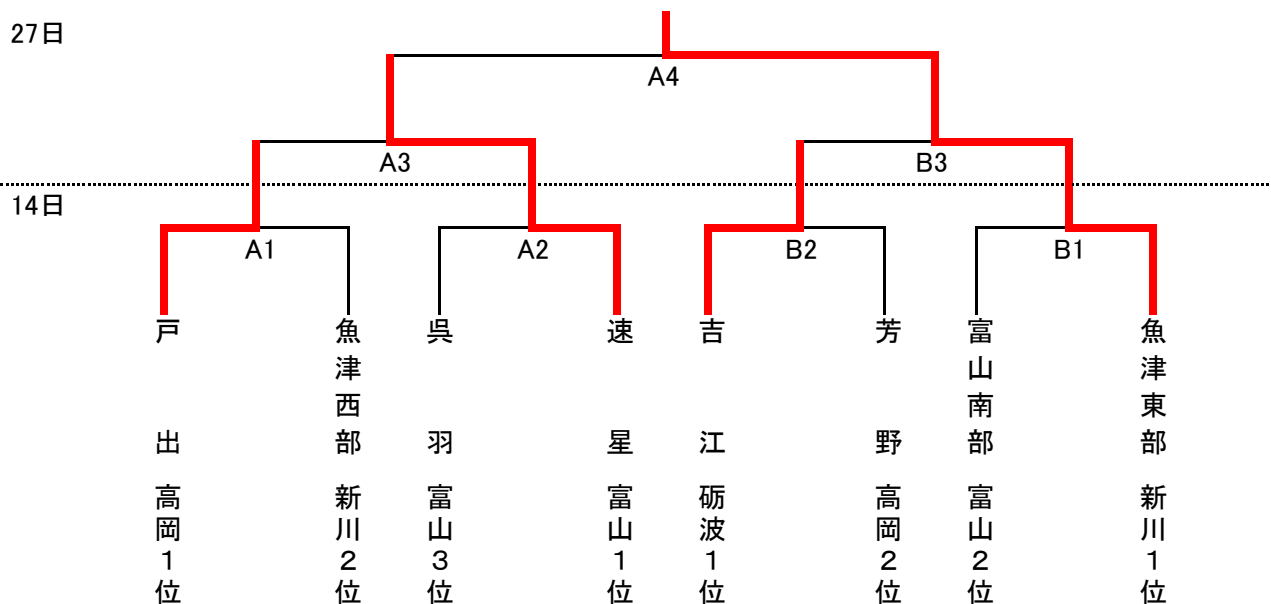 27日
A4
A3
B3
14日
A1
A2
B2
B1
戸出 高岡1位
魚津西部 新川2位
呉羽 富山3位
速星 富山1位
吉江 砺波1位
芳野 高岡2位
富山南部 富山2位
魚津東部 新川1位